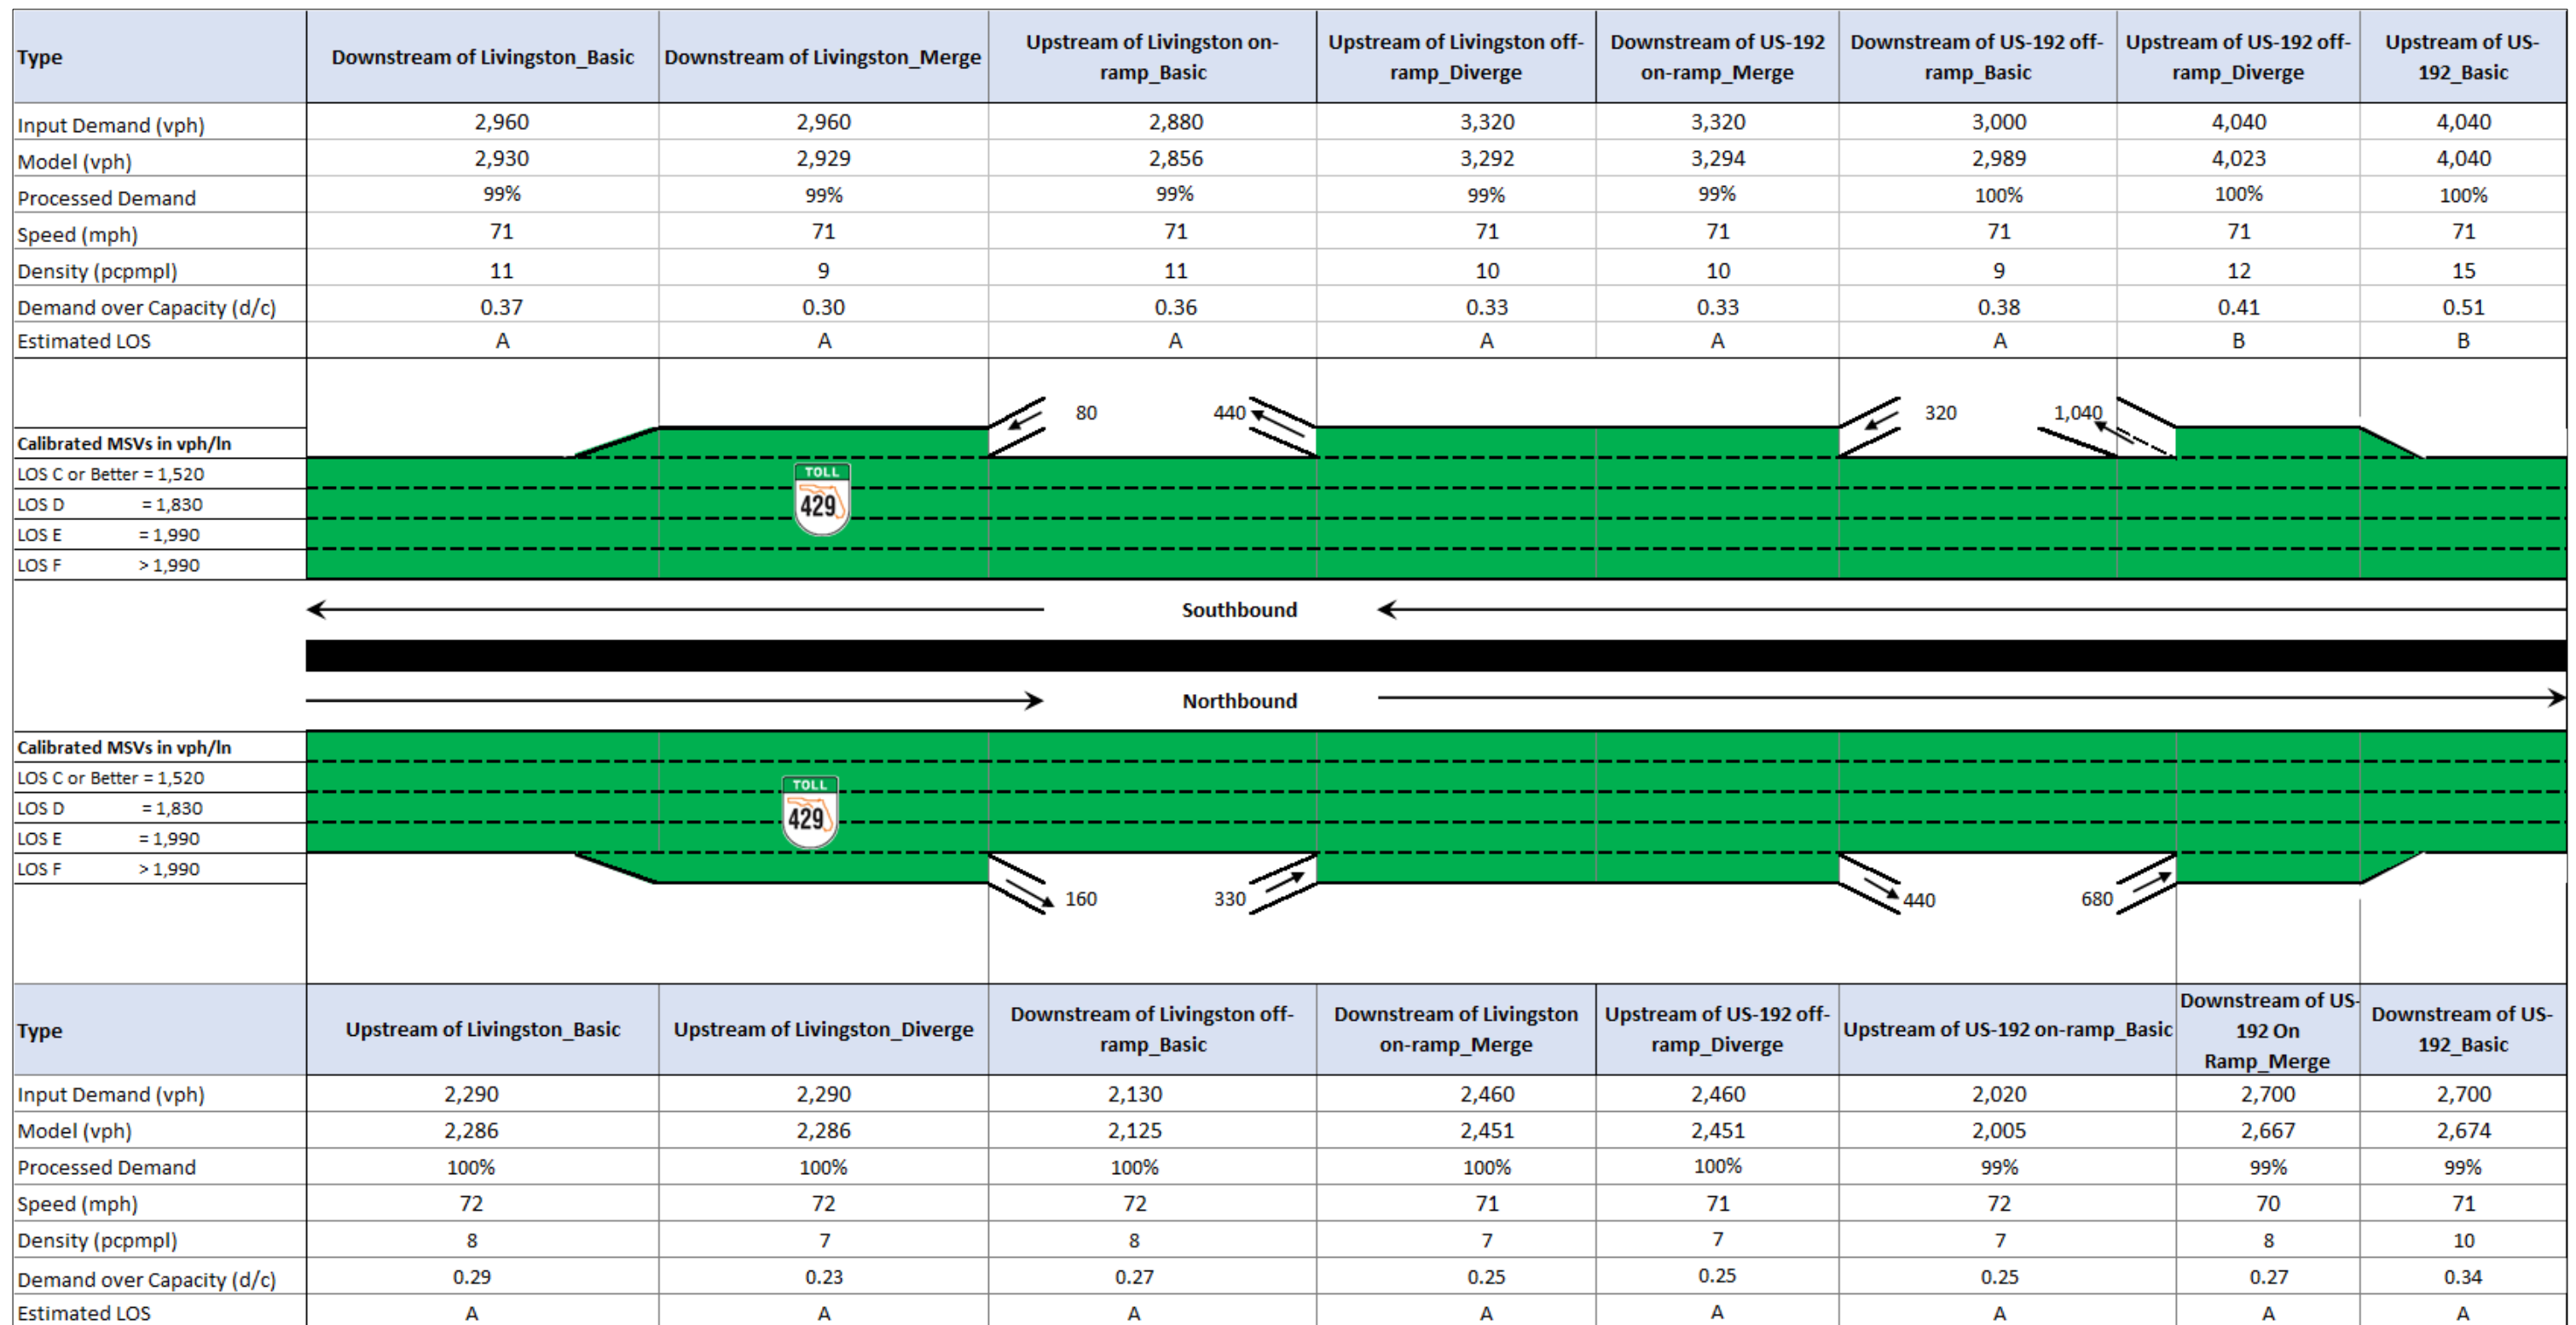 Type Downstream of Livingston_Basic Downstream of Livingston_Merge Upstream of Livingston on- Upstream of Livingston off- Downstream of US-192 Downstream of US-192 off- Upstream of US-192 off- Upstream of US-
ramp_Basic ramp_Diverge on-ramp_Merge ramp_Basic ramp_Diverge 192_Basic
Input Demand (vph) 2,960 2,960 2,880 3,320 3,320 3,000 4,040 4,040
Model (vph) 2,930 2,929 2,856 3,292 3,294 2,989 4,023 4,040
Processed Demand 99% 99% 99% 99% 99% 100% 100% 100%
Speed (mph) 71 71 71 71 71 71 71 71
Density (pcpmpl) 11 9 11 10 10 9 12 15
Demand over Capacity (d/c) 0.37 0.30 0.36 0.33 0.33 0.38 0.41 0.51
Estimated LOS A A A A A A B B
80 440 320 1,040
Calibrated MSVs in vph/ln
LOS C or Better = 1,520
TOLL
LOS D = 1,830
429
LOS E = 1,990
LOS F > 1,990
Southbound
Northbound
Calibrated MSVs in vph/ln
LOS C or Better = 1,520
TOLL
LOS D = 1,830
429
LOS E = 1,990
LOS F > 1,990
160 330 440 680
Type Upstream of Livingston_Basic Upstream of Livingston_Diverge Downstream of Livingston off- Downstream of Livingston Upstream of US-192 off- Upstream of US-192 on-ramp_Basic Downstream of US- Downstream of US-
ramp_Basic on-ramp_Merge ramp_Diverge 192 On 192_Basic
Ramp_Merge
Input Demand (vph) 2,290 2,290 2,130 2,460 2,460 2,020 2,700 2,700
Model (vph) 2,286 2,286 2,125 2,451 2,451 2,005 2,667 2,674
Processed Demand 100% 100% 100% 100% 100% 99% 99% 99%
Speed (mph) 72 72 72 71 71 72 70 71
Density (pcpmpl) 8 7 8 7 7 7 8 10
Demand over Capacity (d/c) 0.29 0.23 0.27 0.25 0.25 0.25 0.27 0.34
Estimated LOS A A A A A A A A